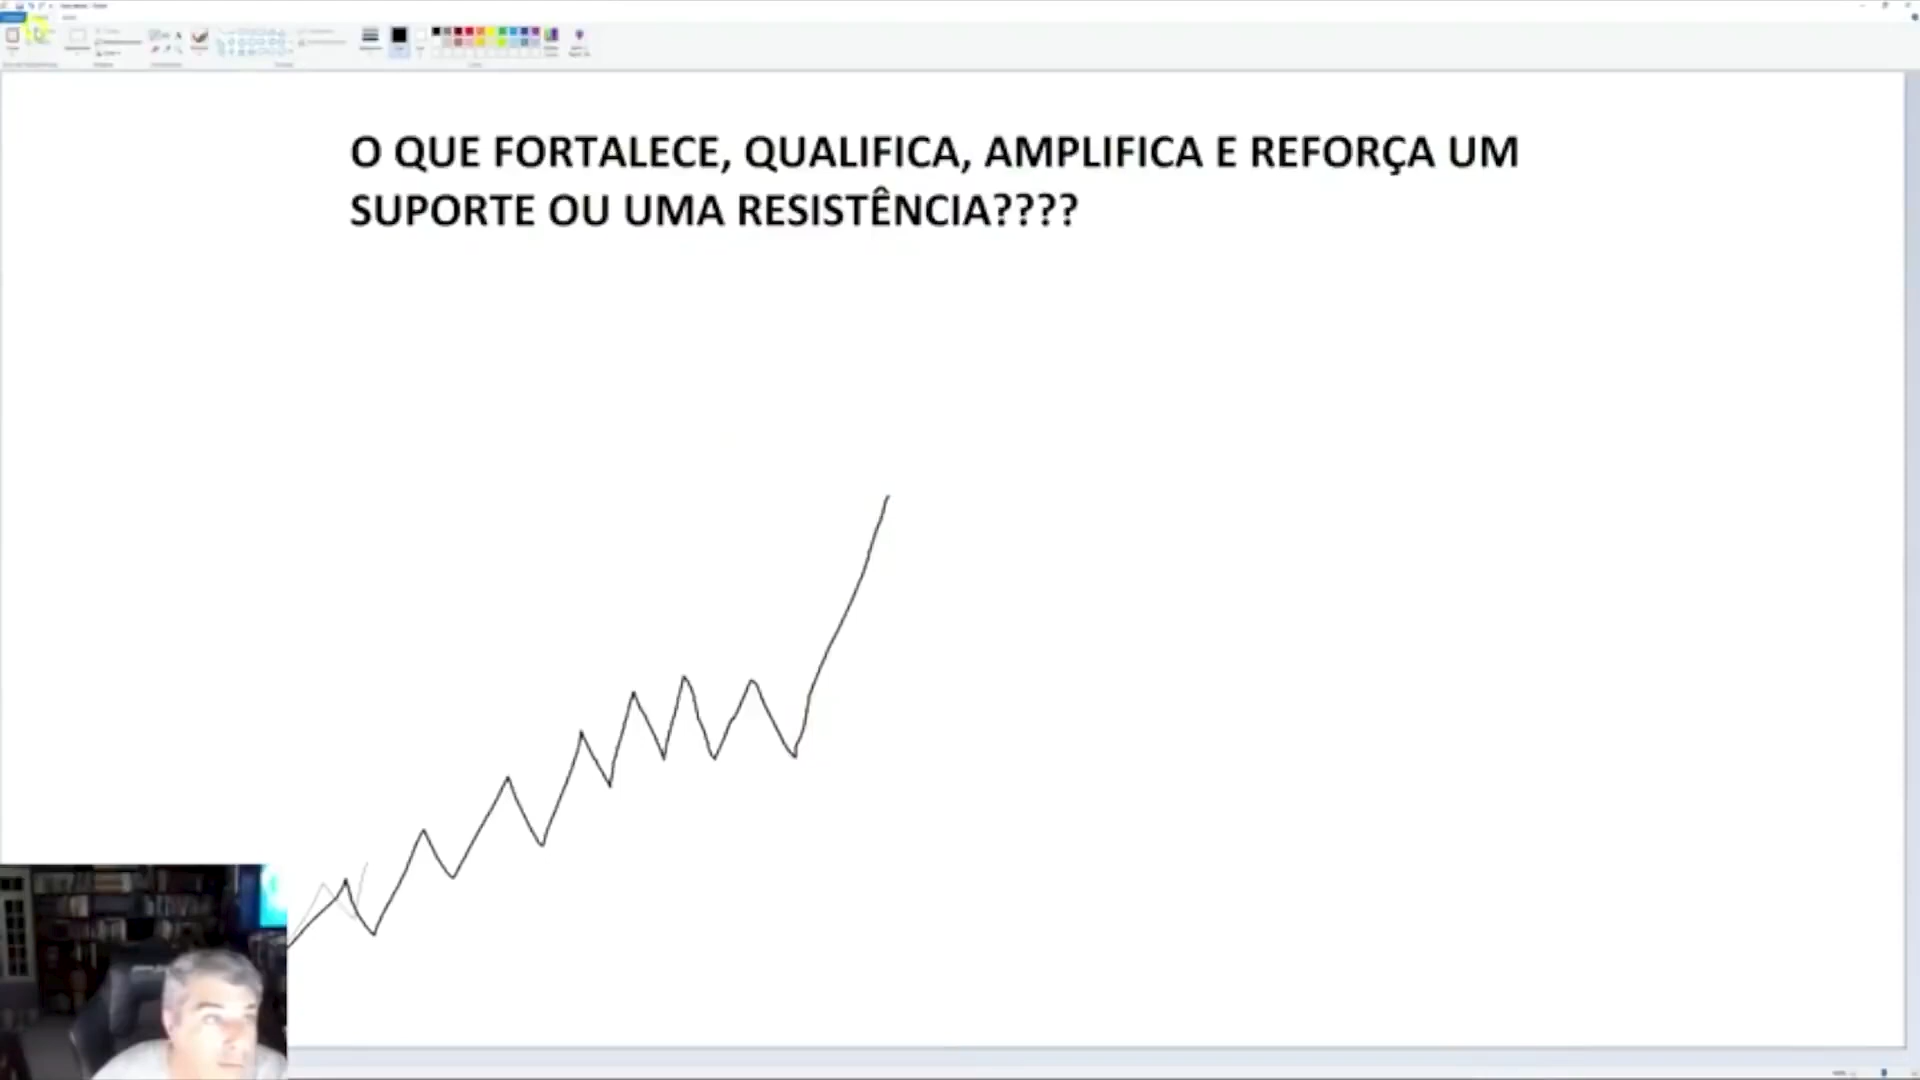 O QUE FORTALECE, QUALIFICA, AMPLIFICA E REFORÇA UM
SUPORTE OU UMA RESISTÊNCIA????